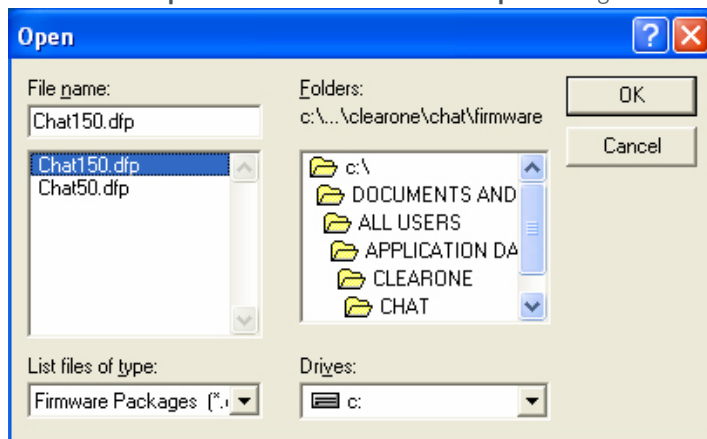 Open
File name:
Chat150.dfp
Chat150.dfp
Chat50.dfp
List files of type:
Firmware Packages (*.
Folders:
c:\...\clearone\chat\firmware
c:\
DOCUMENTS AND
ALL USERS
APPLICATION DA
CLEARONE
CHAT
Drives:
c:
OK
Cancel